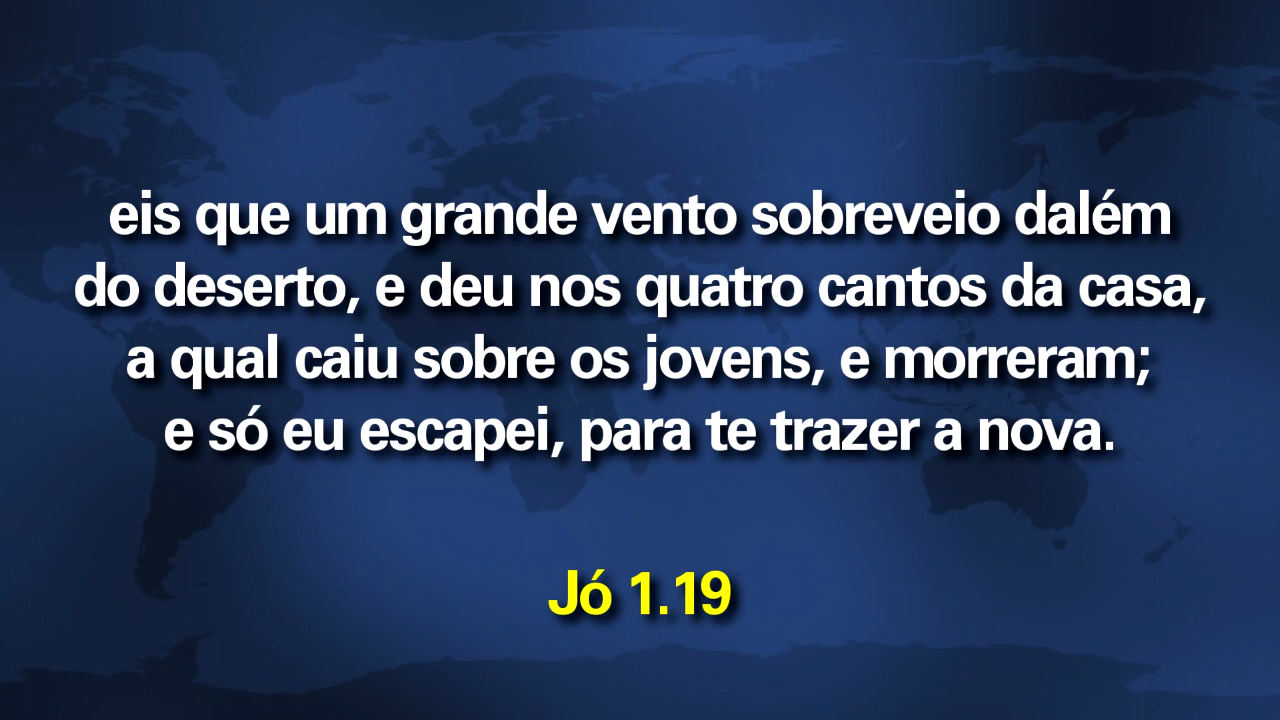 eis que um grande vento sobreveio dalém
do deserto, e deu nos quatro cantos da casa,
a qual caiu sobre os jovens, e morreram;
e só eu escapei, para te trazer a nova.
Jó 1.19